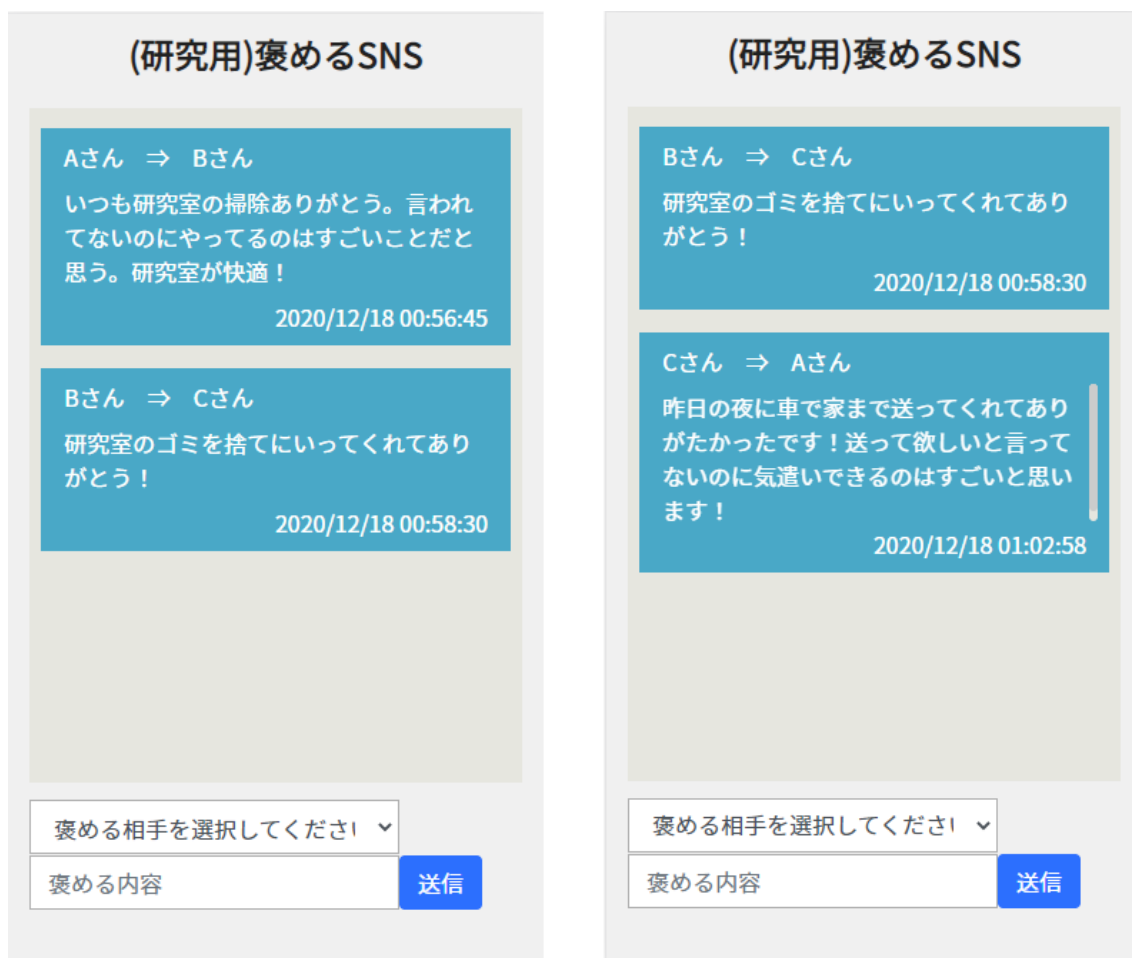 (研究用)褒めるSNS
Aさん ⇒ Bさん
いつも研究室の掃除ありがとう。言われ
てないのにやってるのはすごいことだと
思う。研究室が快適！
2020/12/18 00:56:45
Bさん ⇒ Cさん
研究室のゴミを捨てにいってくれてあり
がとう！
2020/12/18 00:58:30
褒める相手を選択してくださ
褒める内容
送信
(研究用)褒めるSNS
Bさん ⇒ Cさん
研究室のゴミを捨てにいってくれてあり
がとう！
2020/12/18 00:58:30
Cさん ⇒ Aさん
昨日の夜に車で家まで送ってくれてあり
がたかったです！送って欲しいと言って
ないのに気遣いできるのはすごいと思い
ます！
2020/12/18 01:02:58
褒める相手を選択してくださ
褒める内容
送信